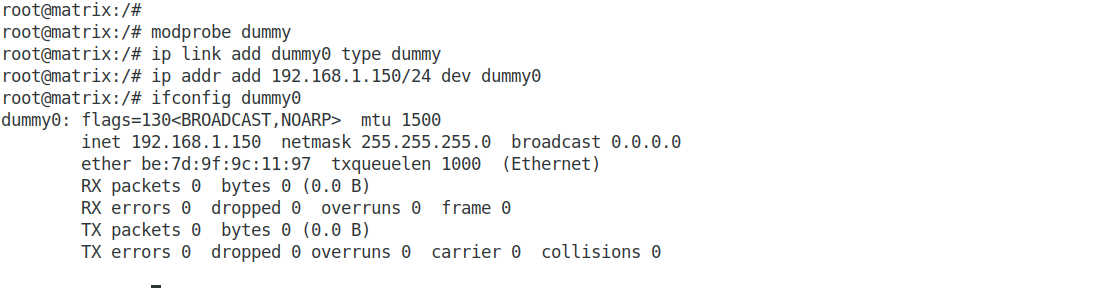 root@matrix:/#
root@matrix:/# modprobe dummy
root@matrix:/# ip link add dummy0 type dummy
root@matrix:/# ip addr add 192.168.1.150/24 dev dummy0
root@matrix:/# ifconfig dummy0
dummy0: flags=130<BROADCAST,NOARP>  mtu 1500
        inet 192.168.1.150  netmask 255.255.255.0  broadcast 0.0.0.0
        ether be:7d:9f:9c:11:97  txqueuelen 1000  (Ethernet)
        RX packets 0  bytes 0 (0.0 B)
        RX errors 0  dropped 0  overruns 0  frame 0
        TX packets 0  bytes 0 (0.0 B)
        TX errors 0  dropped 0 overruns 0  carrier 0  collisions 0